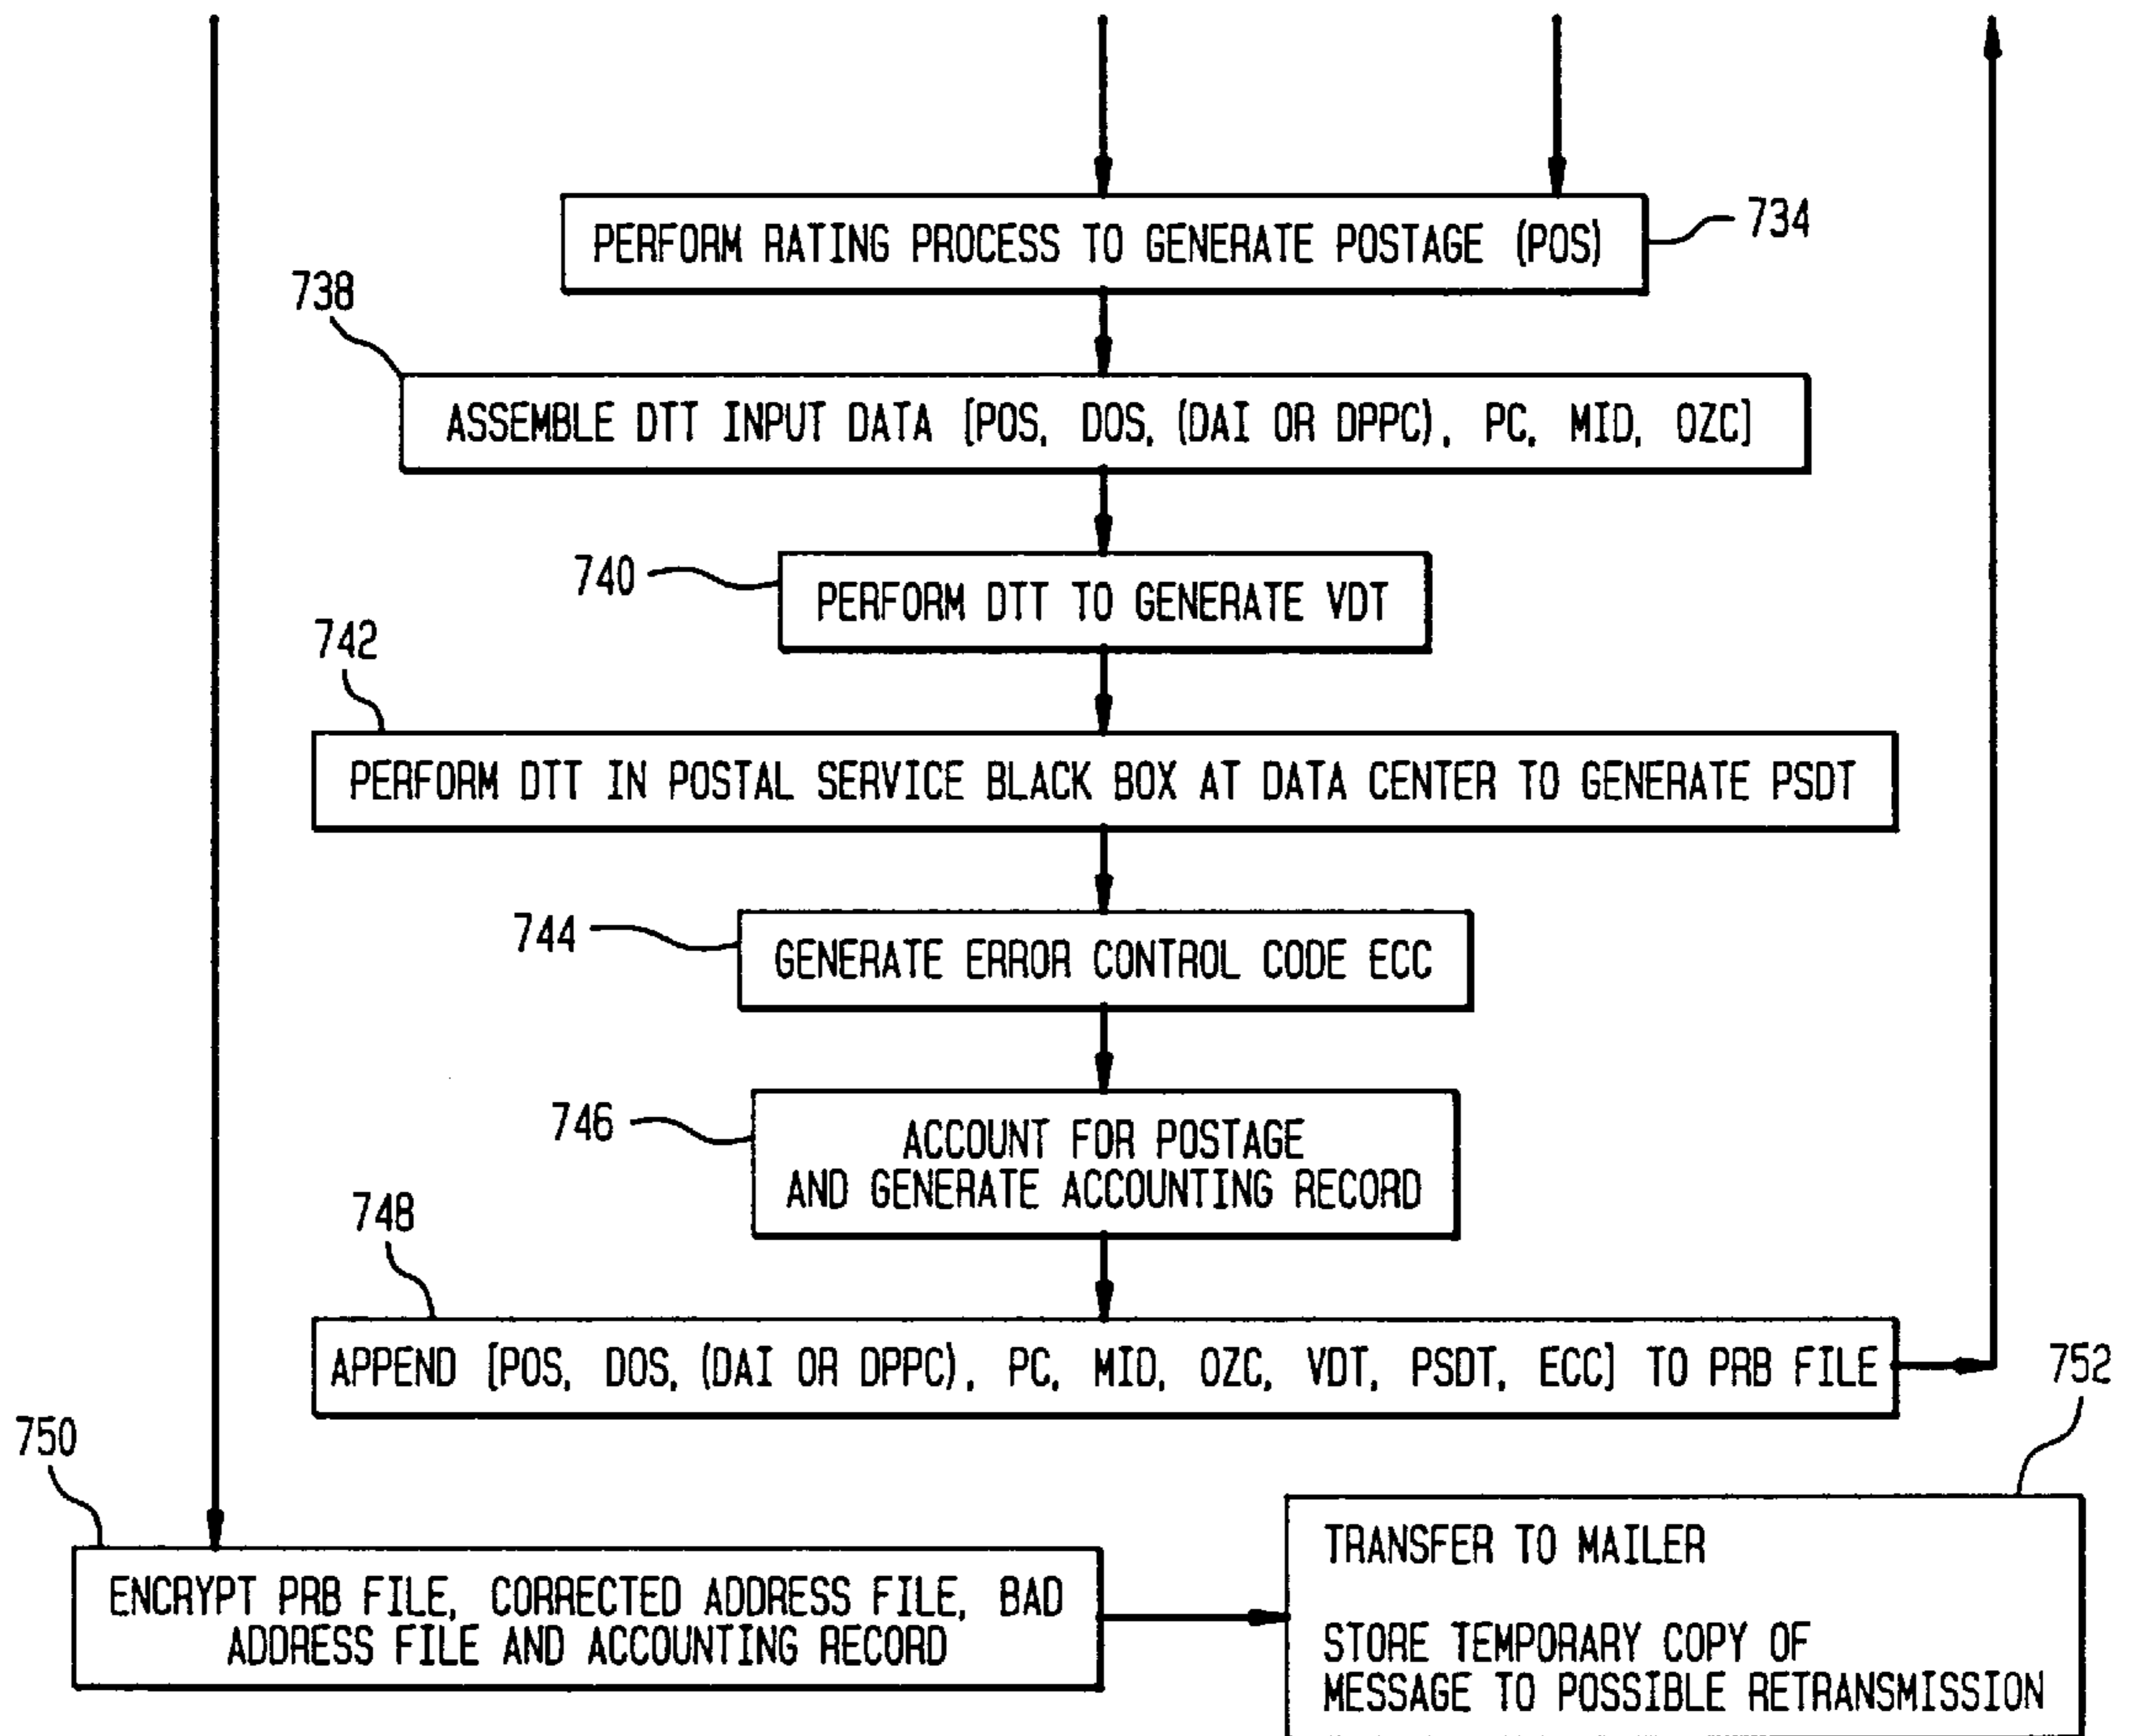 PERFORM RATING PROCESS TO GENERATE POSTAGE (POS)
734
738
ASSEMBLE DTT INPUT DATA [POS, DOS, (DAI OR DPPC), PC, MID, OZC]
740
PERFORM DTT TO GENERATE VDT
742
PERFORM DTT IN POSTAL SERVICE BLACK BOX AT DATA CENTER TO GENERATE PSDT
744
GENERATE ERROR CONTROL CODE ECC
746
ACCOUNT FOR POSTAGE
AND GENERATE ACCOUNTING RECORD
748
APPEND [POS, DOS, (DAI OR DPPC), PC, MID, OZC, VDT, PSDT, ECC] TO PRB FILE
752
750
ENCRYPT PRB FILE, CORRECTED ADDRESS FILE, BAD
ADDRESS FILE AND ACCOUNTING RECORD
TRANSFER TO MAILER
STORE TEMPORARY COPY OF
MESSAGE TO POSSIBLE RETRANSMISSION